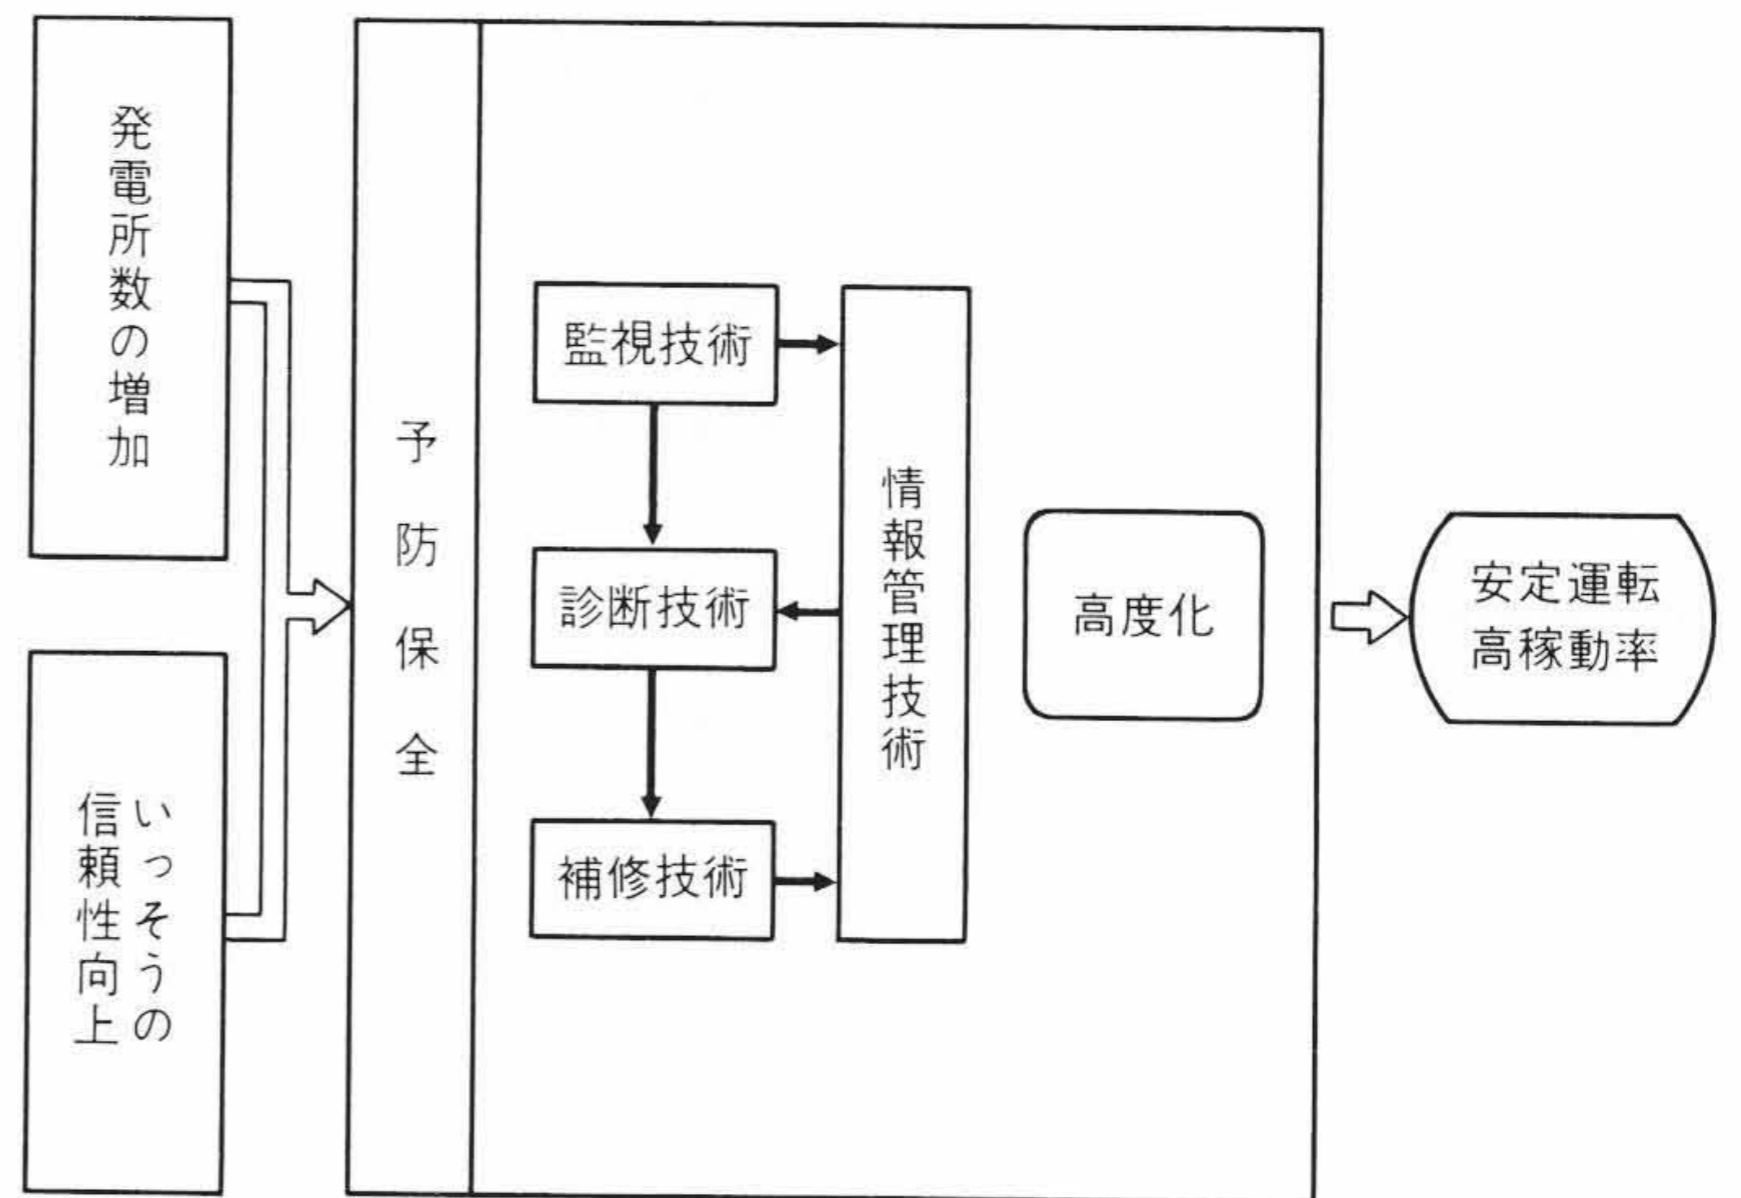 発電所数の増加
いっそうの
信頼性向上
予防保全
監視技術
診断技術
補修技術
情報管理技術
高度化
安定運転
高稼動率